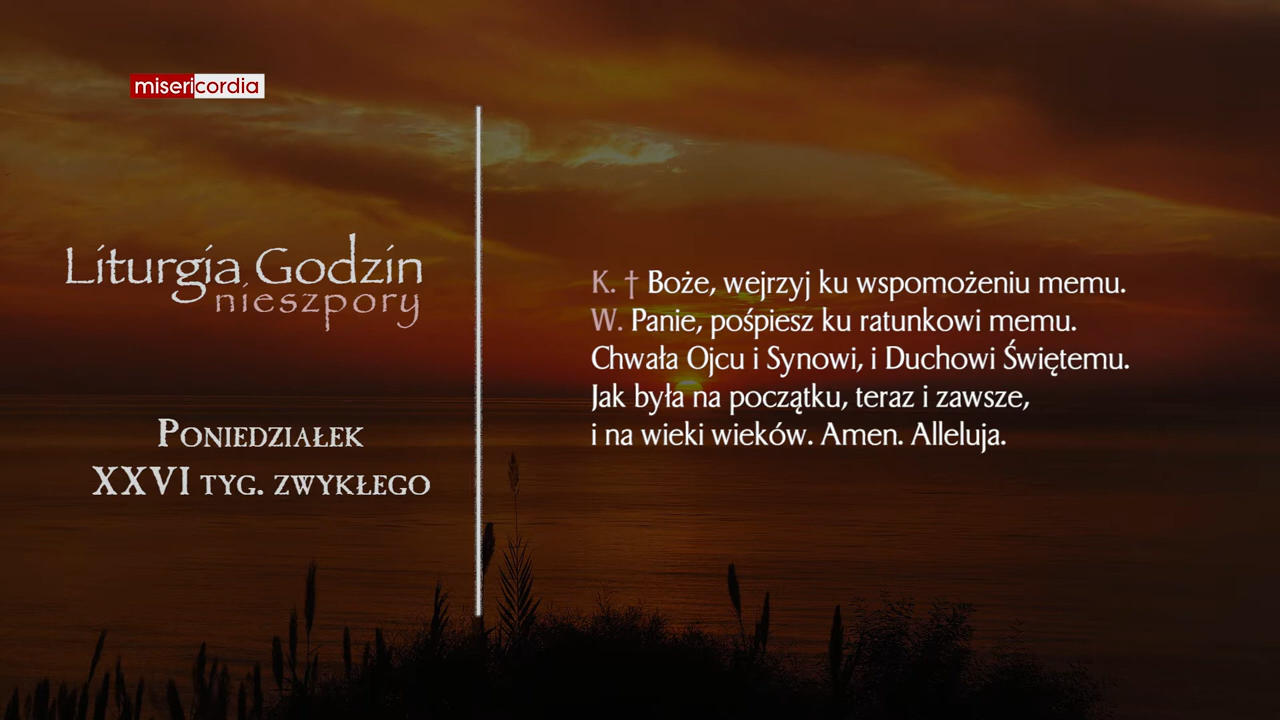 misericordia
Liturgia Godzin
nieszpory
Poniedziałek
XXVI tyg. zwykłego
K. † Boże, wejrzyj ku wspomożeniu memu.
W. Panie, pośpiesz ku ratunkowi memu.
Chwała Ojcu i Synowi, i Duchowi Świętemu.
Jak była na początku, teraz i zawsze,
i na wieki wieków. Amen. Alleluja.